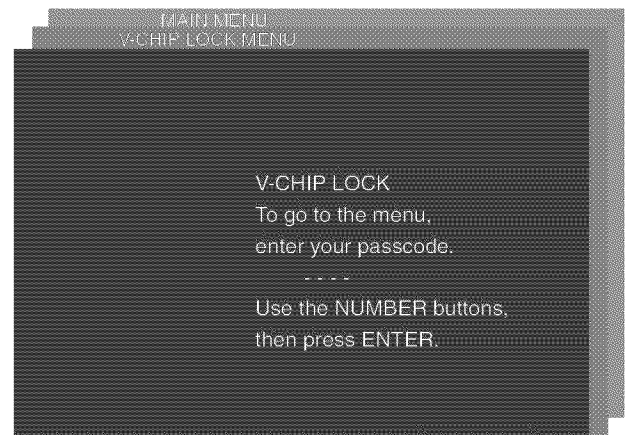 MAIN MENU
V-CHIP LOCK MENU
V-CHIP LOCK
To go to the menu,
enter your passcode.
- - - -
Use the NUMBER buttons,
then press ENTER.